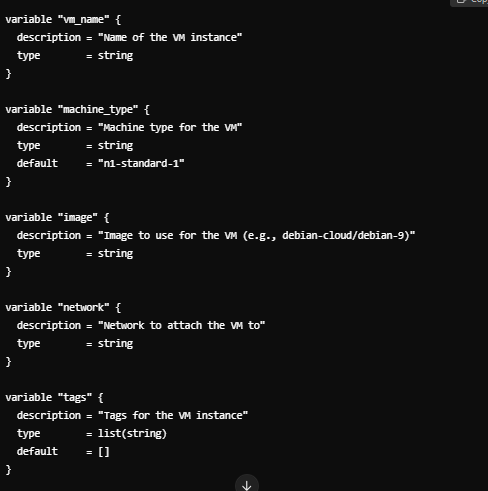 variable "vm_name" {
  description = "Name of the VM instance"
  type        = string
}

variable "machine_type" {
  description = "Machine type for the VM"
  type        = string
  default     = "n1-standard-1"
}

variable "image" {
  description = "Image to use for the VM (e.g., debian-cloud/debian-9)"
  type        = string
}

variable "network" {
  description = "Network to attach the VM to"
  type        = string
}

variable "tags" {
  description = "Tags for the VM instance"
  type        = list(string)
  default     = []
}